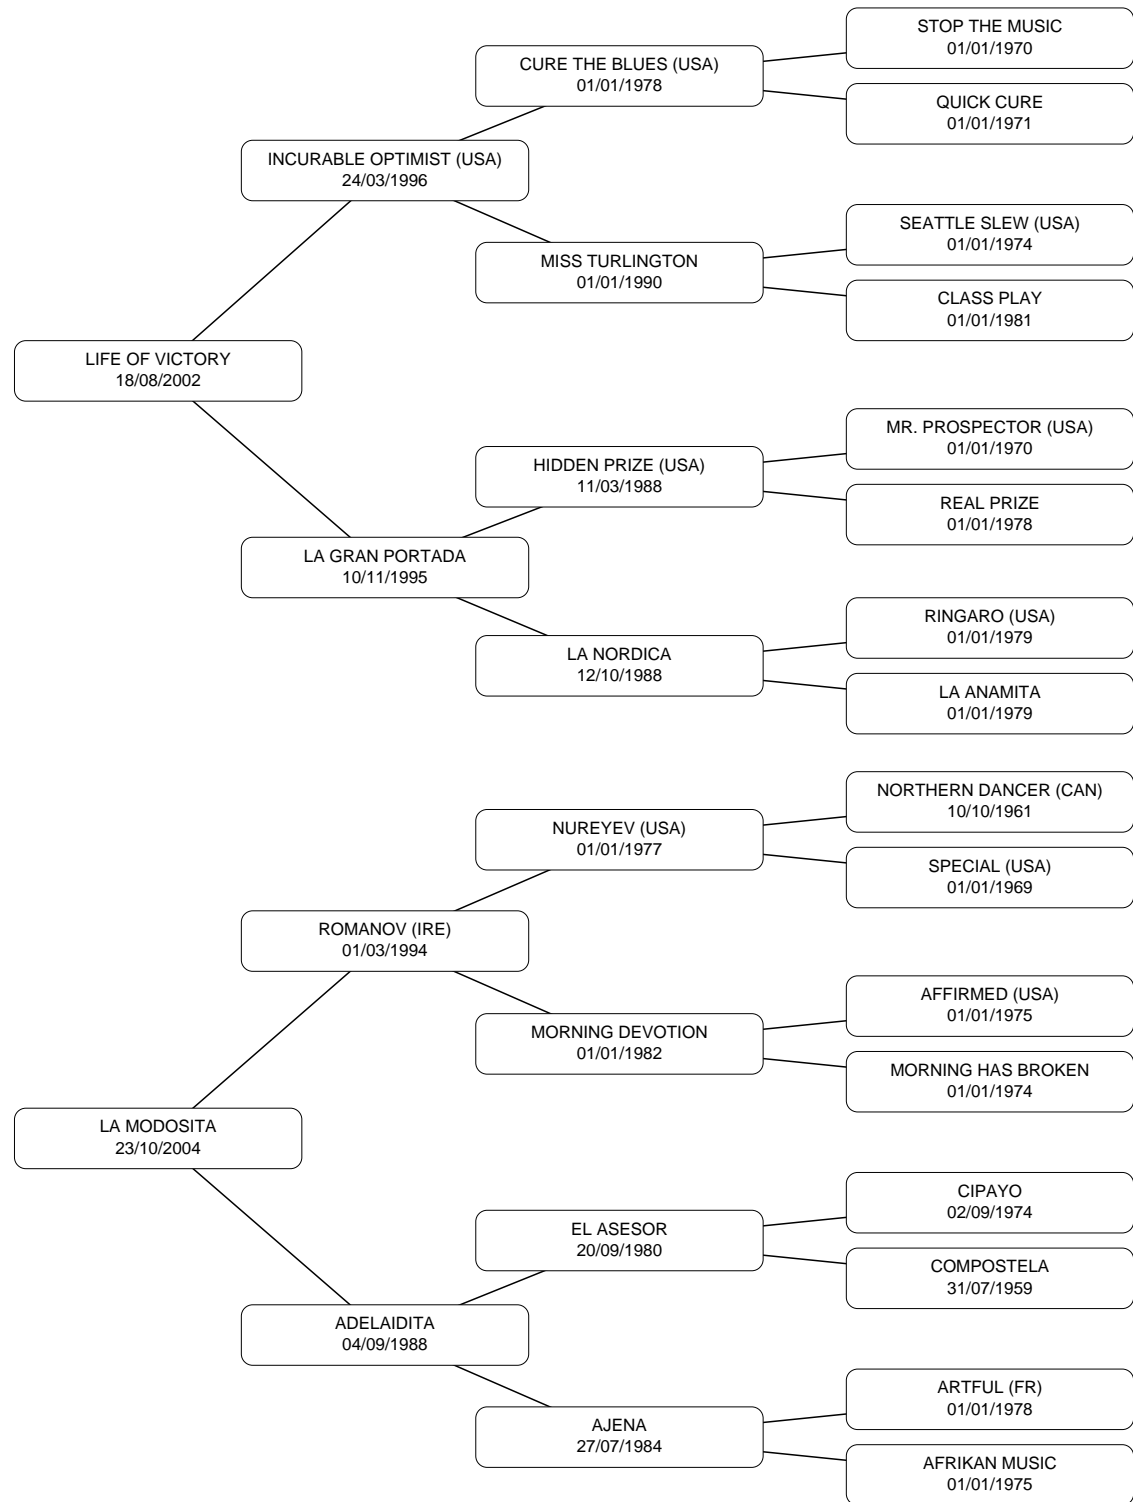 STOP THE MUSIC
01/01/1970
CURE THE BLUES (USA)
01/01/1978
QUICK CURE
01/01/1971
INCURABLE OPTIMIST (USA)
24/03/1996
SEATTLE SLEW (USA)
01/01/1974
MISS TURLINGTON
01/01/1990
CLASS PLAY
01/01/1981
LIFE OF VICTORY
18/08/2002
MR. PROSPECTOR (USA)
01/01/1970
HIDDEN PRIZE (USA)
11/03/1988
REAL PRIZE
01/01/1978
LA GRAN PORTADA
10/11/1995
RINGARO (USA)
01/01/1979
LA NORDICA
12/10/1988
LA ANAMITA
01/01/1979
NORTHERN DANCER (CAN)
10/10/1961
NUREYEV (USA)
01/01/1977
SPECIAL (USA)
01/01/1969
ROMANOV (IRE)
01/03/1994
AFFIRMED (USA)
01/01/1975
MORNING DEVOTION
01/01/1982
MORNING HAS BROKEN
01/01/1974
LA MODOSITA
23/10/2004
CIPAYO
02/09/1974
EL ASESOR
20/09/1980
COMPOSTELA
31/07/1959
ADELAIDITA
04/09/1988
ARTFUL (FR)
01/01/1978
AJENA
27/07/1984
AFRIKAN MUSIC
01/01/1975